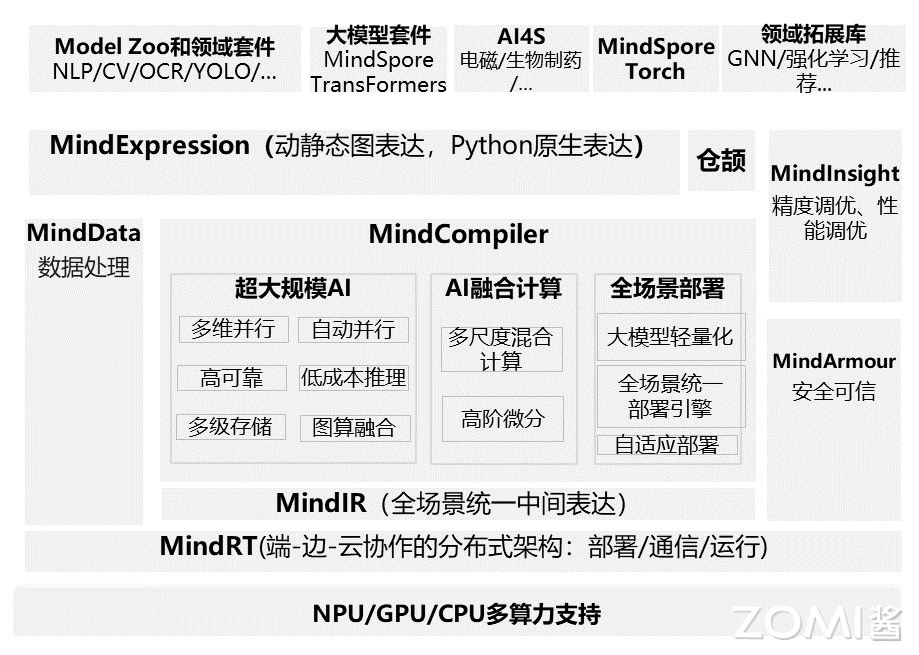 Model Zoo和领域套件
NLP/CV/OCR/YOLO/...
大模型套件
MindSpore
TransFormers
AI4S
电磁/生物制药
/...
MindSpore
Torch
领域拓展库
GNN/强化学习/推
荐...
MindExpression（动静态图表达，Python原生表达）
仓颉
MindInsight
精度调优、性
能调优
MindData
数据处理
MindCompiler
超大规模AI
多维并行
自动并行
高可靠
低成本推理
多级存储
图算融合
AI融合计算
多尺度混合
计算
高阶微分
全场景部署
大模型轻量化
全场景统一
部署引擎
自适应部署
MindArmour
安全可信
MindIR（全场景统一中间表达）
MindRT(端-边-云协作的分布式架构：部署/通信/运行)
NPU/GPU/CPU多算力支持
ZOMI酱